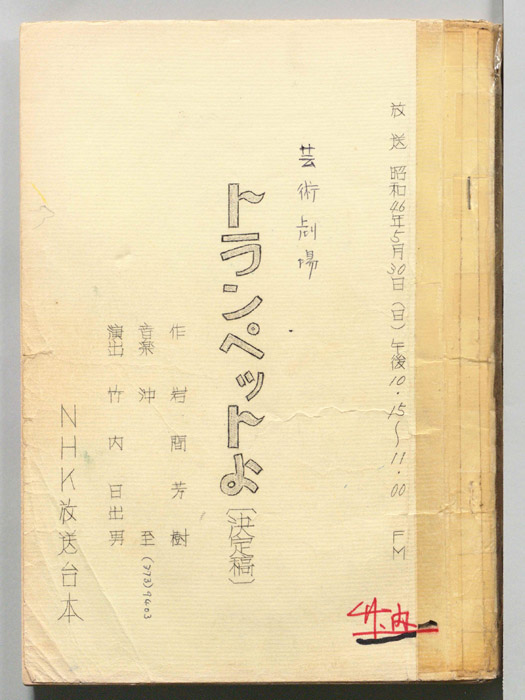 放送 昭和46年5月30日(日)午後10・15〜11・00 FM
芸術劇場
トランペットよ(決定稿)
作 岩間芳樹
音楽 沖 至 (773)9603
演出 竹内日出男
NHK放送台本
竹内